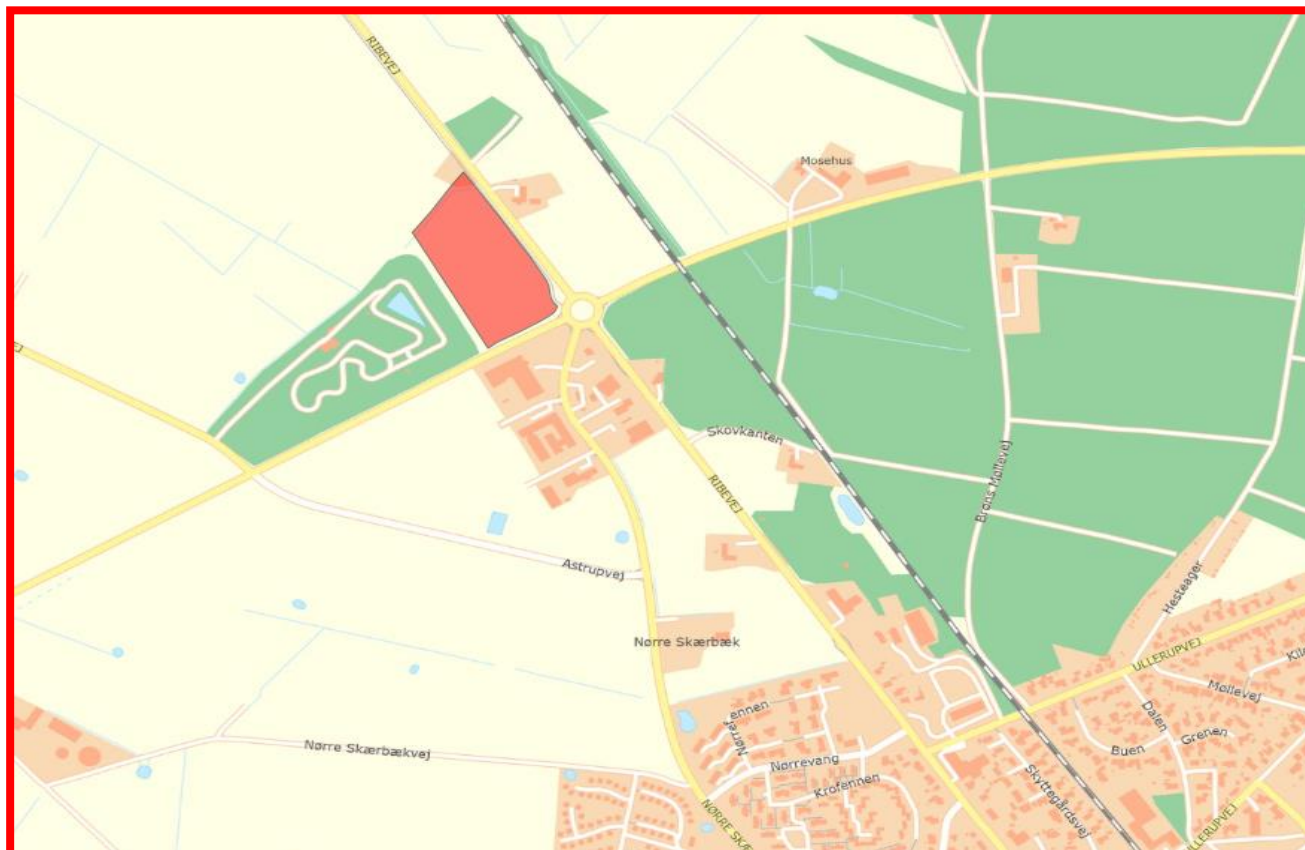 RIBEVEJ
Mosehus
Skovkanten
RIBEVEJ
Brøns Møllevej
Astrupvej
Hesteager
Nørre Skærbæk
ULLERUPVEJ
Møllevej
Dalen
Grenen
Buen
Nørrevang
Krofennen
Nørre Skærbækvej
Skyttegårdsvej
ULLERUPVEJ